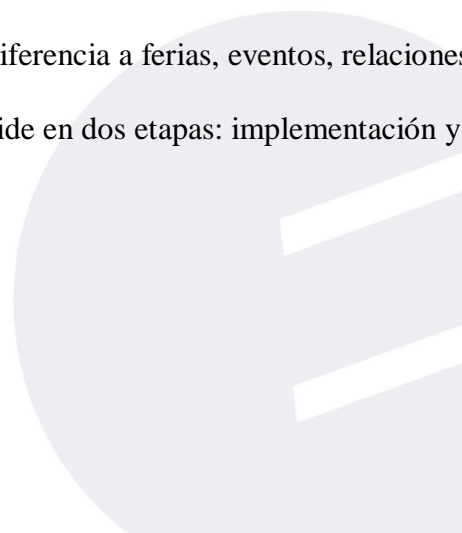 iferencia a ferias, eventos, relaciones
ide en dos etapas: implementación y